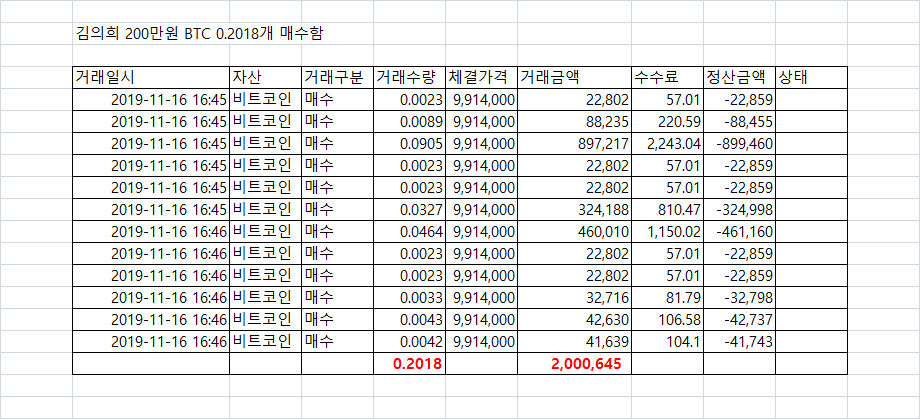 김의희 200만원 BTC 0.2018개 매수함
거래일시 자산 거래구분 거래수량 체결가격 거래금액 수수료 정산금액 상태
2019-11-16 16:45 비트코인 매수 0.0023 9,914,000 22,802 57.01 -22,859
2019-11-16 16:45 비트코인 매수 0.0089 9,914,000 88,235 220.59 -88,455
2019-11-16 16:45 비트코인 매수 0.0905 9,914,000 897,217 2,243.04 -899,460
2019-11-16 16:45 비트코인 매수 0.0023 9,914,000 22,802 57.01 -22,859
2019-11-16 16:45 비트코인 매수 0.0023 9,914,000 22,802 57.01 -22,859
2019-11-16 16:45 비트코인 매수 0.0327 9,914,000 324,188 810.47 -324,998
2019-11-16 16:46 비트코인 매수 0.0464 9,914,000 460,010 1,150.02 -461,160
2019-11-16 16:46 비트코인 매수 0.0023 9,914,000 22,802 57.01 -22,859
2019-11-16 16:46 비트코인 매수 0.0023 9,914,000 22,802 57.01 -22,859
2019-11-16 16:46 비트코인 매수 0.0033 9,914,000 32,716 81.79 -32,798
2019-11-16 16:46 비트코인 매수 0.0043 9,914,000 42,630 106.58 -42,737
2019-11-16 16:46 비트코인 매수 0.0042 9,914,000 41,639 104.1 -41,743
0.2018 2,000,645